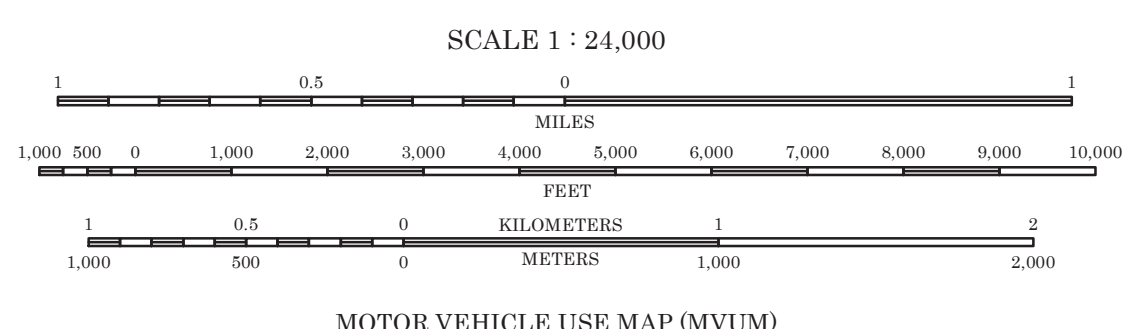 SCALE 1 : 24,000
1 0.5 0 1
MILES
1,000 500 0 1,000 2,000 3,000 4,000 5,000 6,000 7,000 8,000 9,000 10,000
FEET
1 0.5 0 KILOMETERS 1 2
1,000 500 0 METERS 1,000 2,000
MOTOR VEHICLE USE MAP (MVUM)